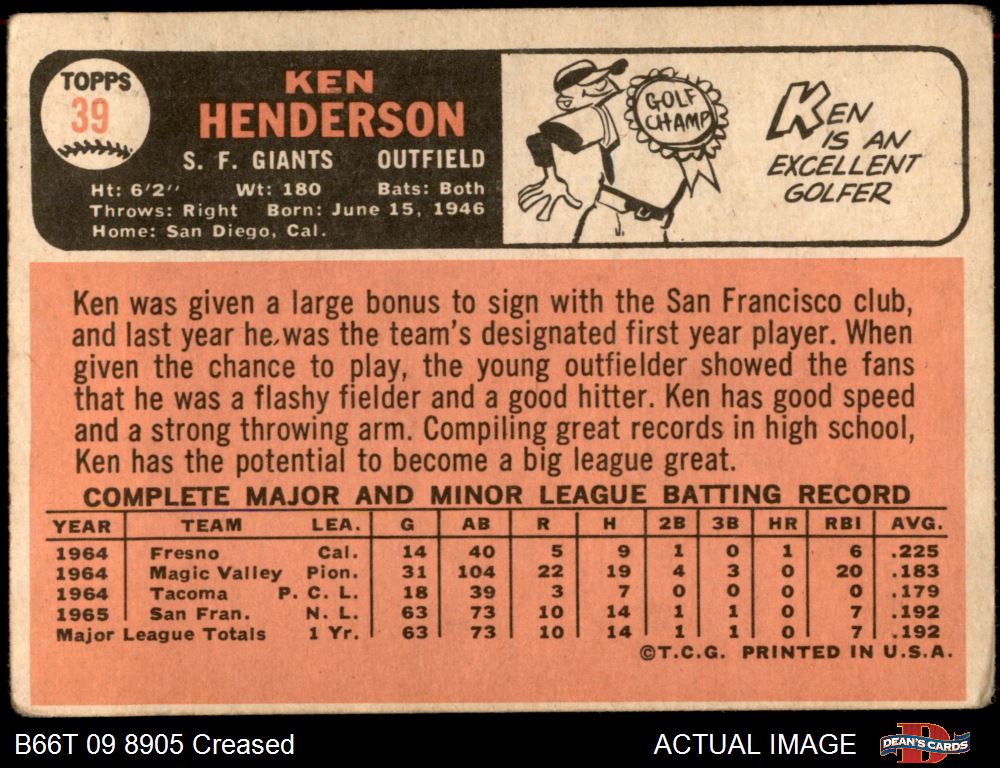 TOPPS
39
KEN
HENDERSON
S. F. GIANTS OUTFIELD
Ht: 6'2'' Wt: 180 Bats: Both
Throws: Right Born: June 15, 1946
Home: San Diego, Cal.
GOLF
CHAMP
KEN
IS AN
EXCELLENT
GOLFER
Ken was given a large bonus to sign with the San Francisco club,
and last year he was the team's designated first year player. When
given the chance to play, the young outfielder showed the fans
that he was a flashy fielder and a good hitter. Ken has good speed
and a strong throwing arm. Compiling great records in high school,
Ken has the potential to become a big league great.
COMPLETE MAJOR AND MINOR LEAGUE BATTING RECORD
YEAR TEAM LEA. G AB R H 2B 3B HR RBI AVG.
1964 Fresno Cal. 14 40 5 9 1 0 1 6 .225
1964 Magic Valley Pion. 31 104 22 19 4 3 0 20 .183
1964 Tacoma P. C. L. 18 39 3 7 0 0 0 0 .179
1965 San Fran. N. L. 63 73 10 14 1 1 0 7 .192
Major League Totals 1 Yr. 63 73 10 14 1 1 0 7 .192
©T.C.G. PRINTED IN U.S.A.
B66T 09 8905 Creased ACTUAL IMAGE
B
DEAN'S CARDS